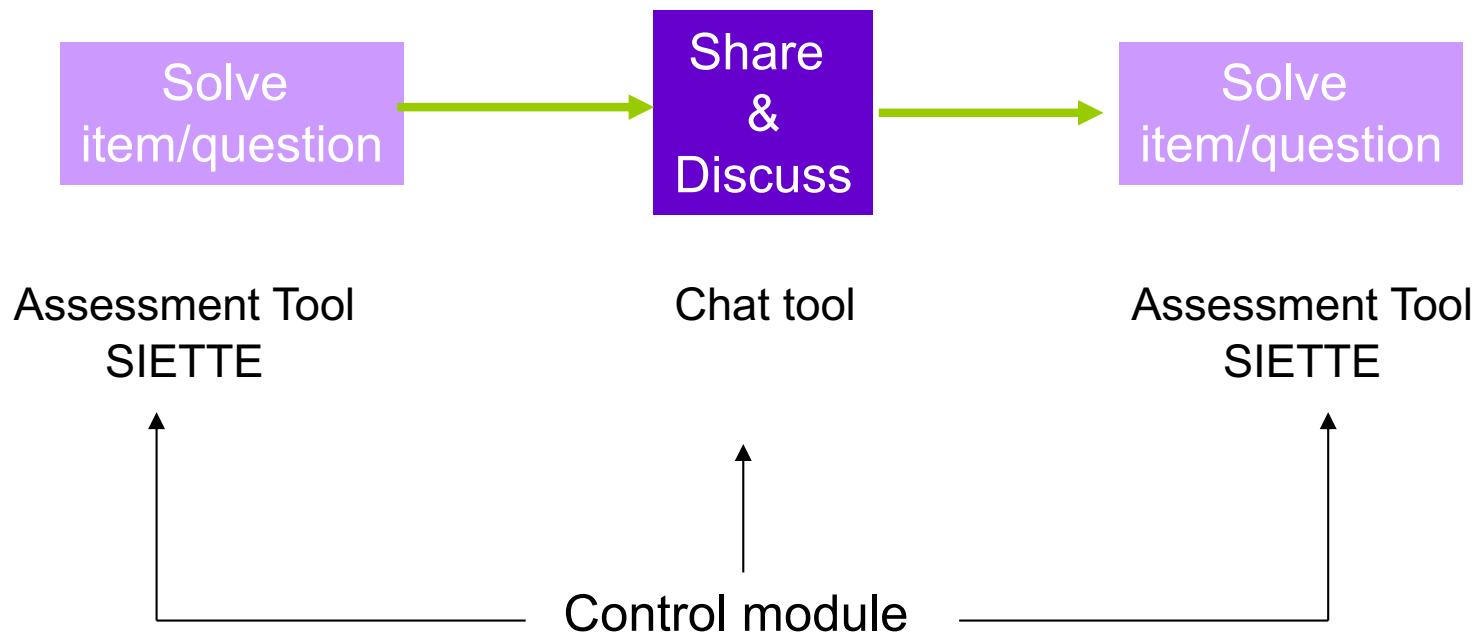 Solve
item/question
Share
&
Discuss
Solve
item/question
Assessment Tool
SIETTE
Chat tool
Assessment Tool
SIETTE
Control module